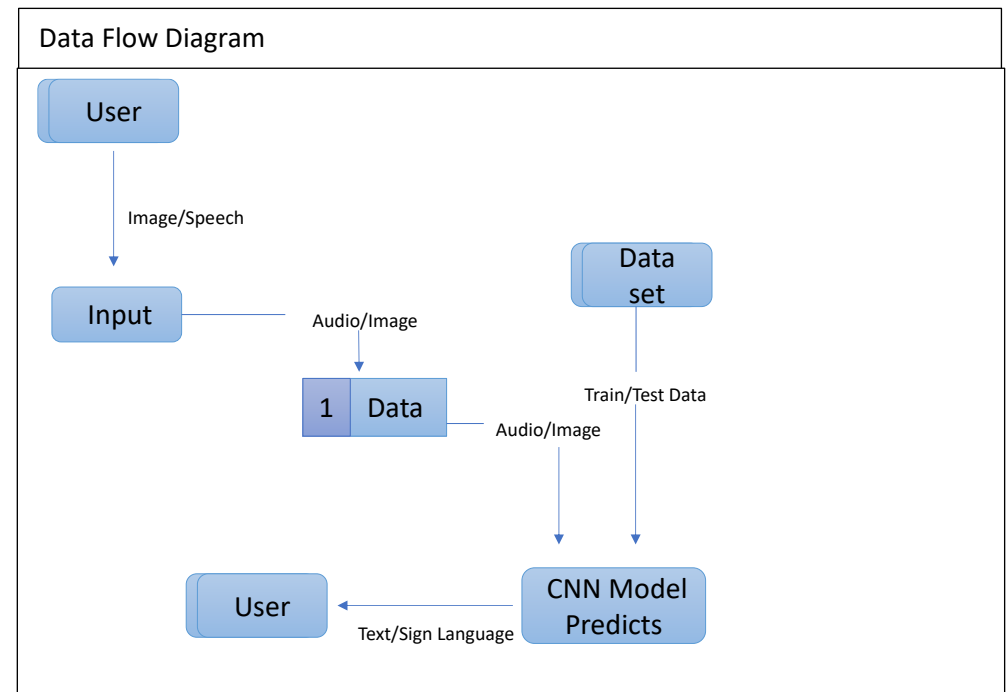 Data Flow Diagram
User
Image/Speech
Data
set
Input
Audio/Image
1 Data
Train/Test Data
Audio/Image
CNN Model
Predicts
User
Text/Sign Language